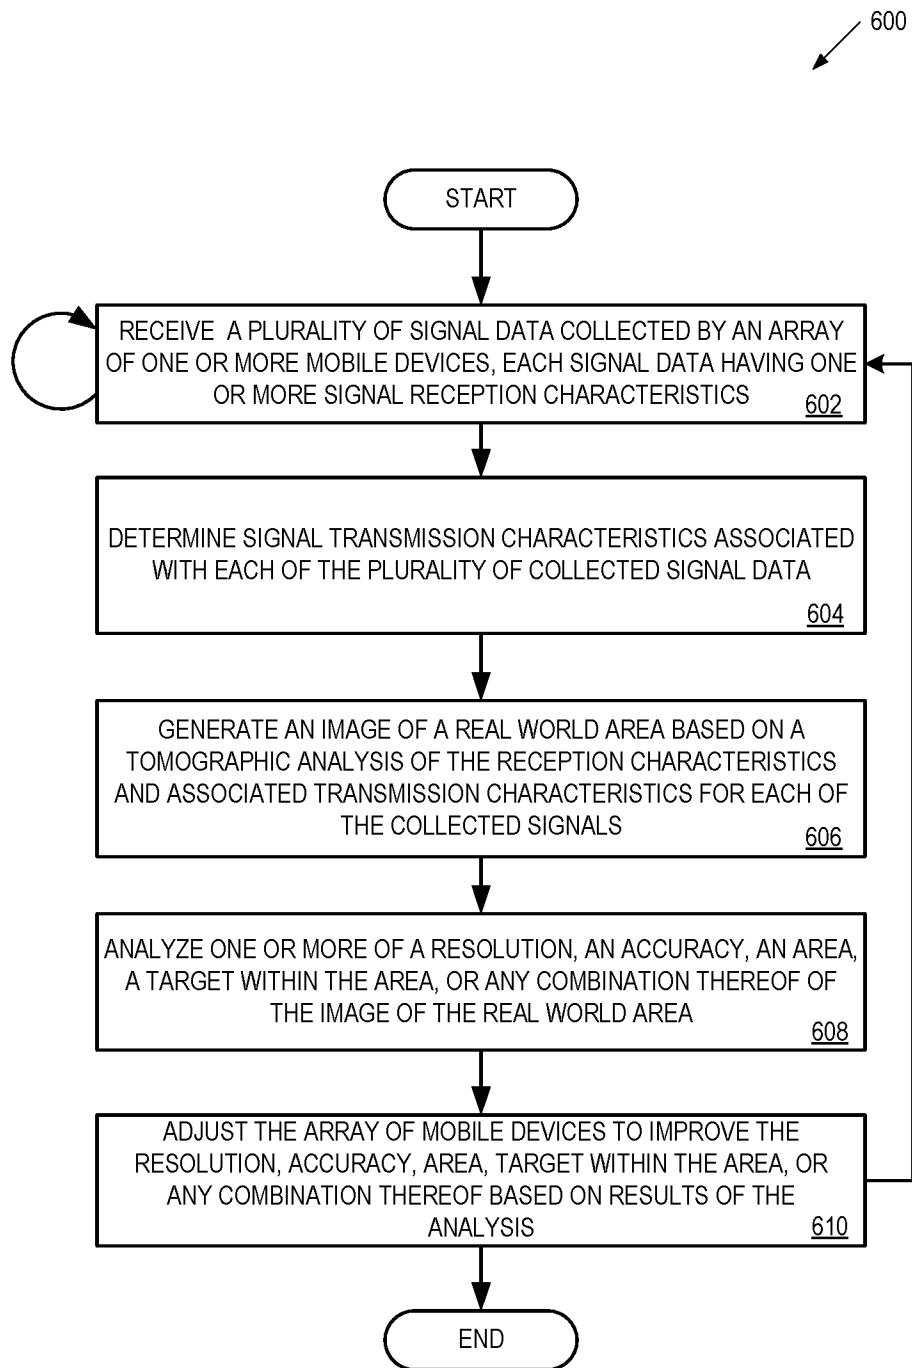 600
START
RECEIVE A PLURALITY OF SIGNAL DATA COLLECTED BY AN ARRAY
OF ONE OR MORE MOBILE DEVICES, EACH SIGNAL DATA HAVING ONE
OR MORE SIGNAL RECEPTION CHARACTERISTICS
602
DETERMINE SIGNAL TRANSMISSION CHARACTERISTICS ASSOCIATED
WITH EACH OF THE PLURALITY OF COLLECTED SIGNAL DATA
604
GENERATE AN IMAGE OF A REAL WORLD AREA BASED ON A
TOMOGRAPHIC ANALYSIS OF THE RECEPTION CHARACTERISTICS
AND ASSOCIATED TRANSMISSION CHARACTERISTICS FOR EACH OF
THE COLLECTED SIGNALS
606
ANALYZE ONE OR MORE OF A RESOLUTION, AN ACCURACY, AN AREA,
A TARGET WITHIN THE AREA, OR ANY COMBINATION THEREOF OF
THE IMAGE OF THE REAL WORLD AREA
608
ADJUST THE ARRAY OF MOBILE DEVICES TO IMPROVE THE
RESOLUTION, ACCURACY, AREA, TARGET WITHIN THE AREA, OR
ANY COMBINATION THEREOF BASED ON RESULTS OF THE
ANALYSIS
610
END